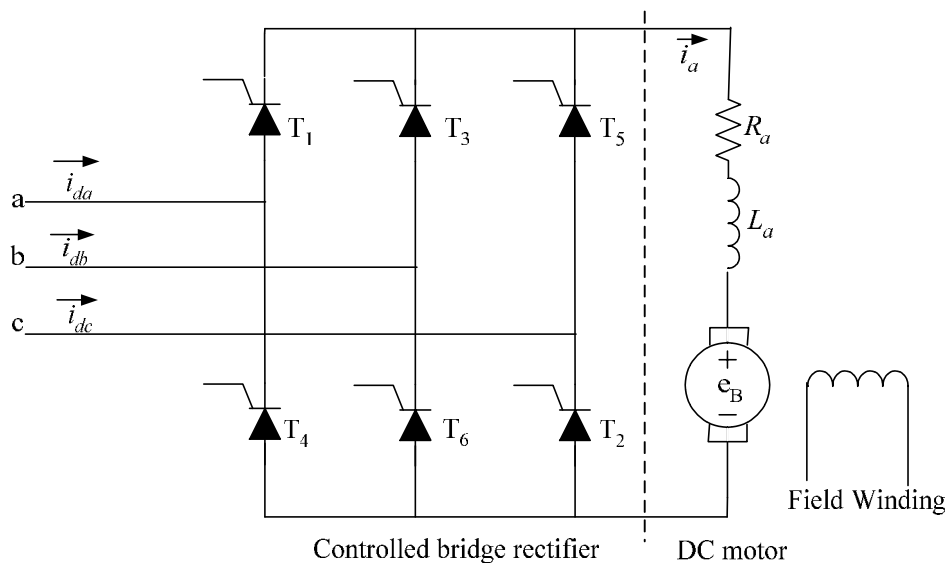 i_a
T_1
T_3
T_5
R_a
a
i_da
L_a
b
i_db
c
i_dc
+
e_B
−
T_4
T_6
T_2
Field Winding
Controlled bridge rectifier
DC motor